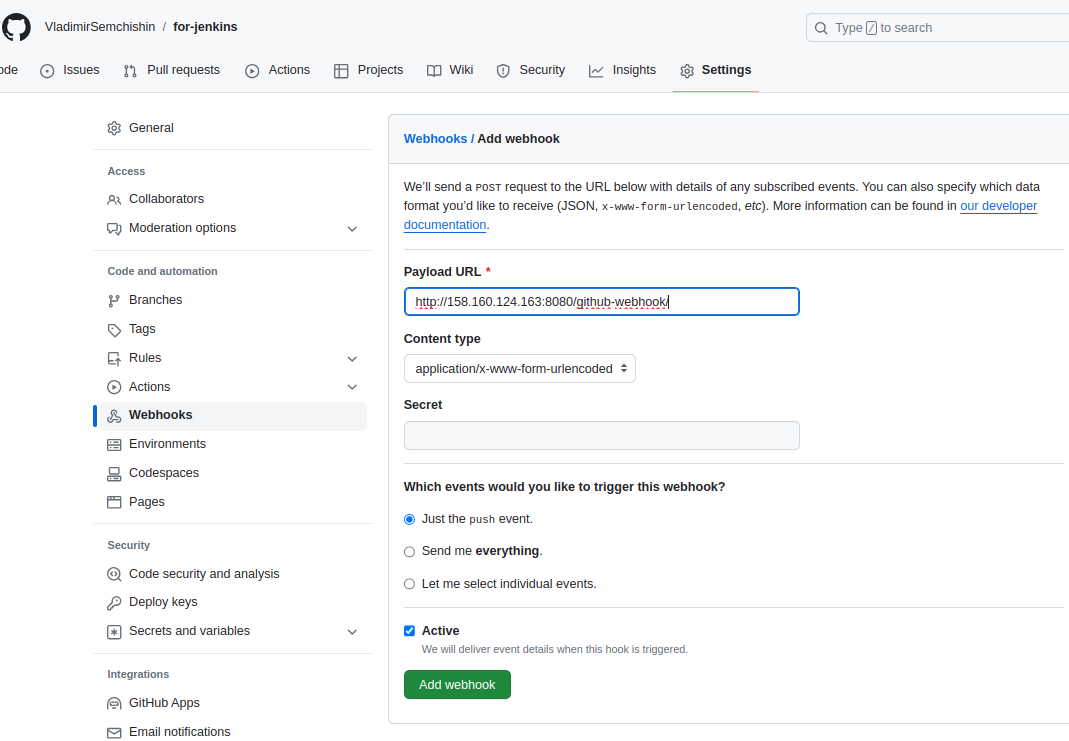 VladimirSemchishin / for-jenkins
Type / to search
ode Issues Pull requests Actions Projects Wiki Security Insights Settings
General
Access
Collaborators
Moderation options
Code and automation
Branches
Tags
Rules
Actions
Webhooks
Environments
Codespaces
Pages
Security
Code security and analysis
Deploy keys
Secrets and variables
Integrations
GitHub Apps
Email notifications
Webhooks / Add webhook
We’ll send a POST request to the URL below with details of any subscribed events. You can also specify which data
format you’d like to receive (JSON, x-www-form-urlencoded, etc). More information can be found in our developer
documentation.
Payload URL *
http://158.160.124.163:8080/github-webhook/
Content type
application/x-www-form-urlencoded
Secret
Which events would you like to trigger this webhook?
Just the push event.
Send me everything.
Let me select individual events.
Active
We will deliver event details when this hook is triggered.
Add webhook